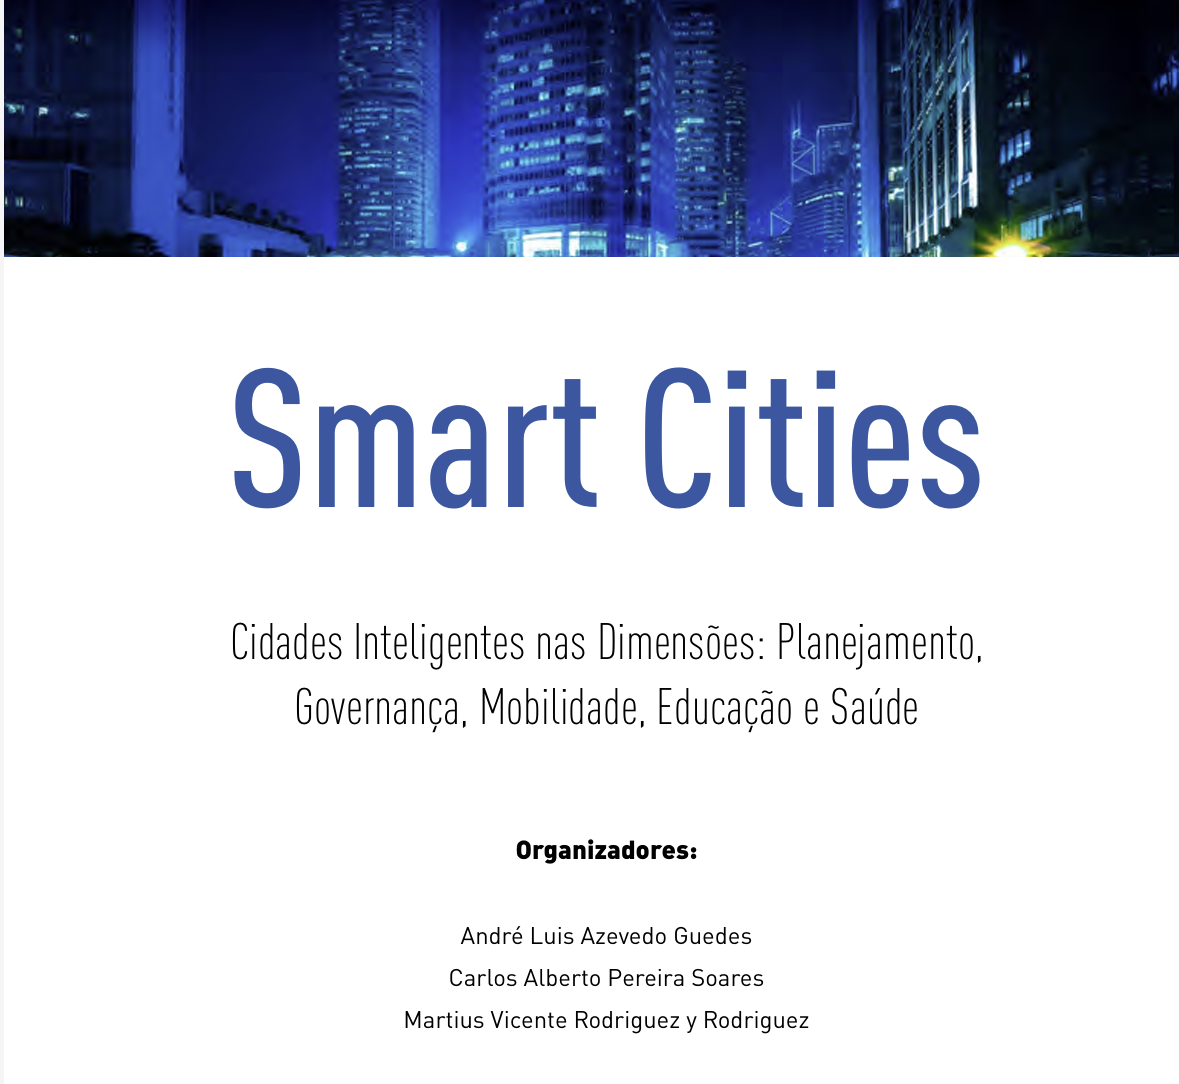 Smart Cities
Cidades Inteligentes nas Dimensões: Planejamento,
Governança, Mobilidade, Educação e Saúde
Organizadores:
André Luis Azevedo Guedes
Carlos Alberto Pereira Soares
Martius Vicente Rodriguez y Rodriguez